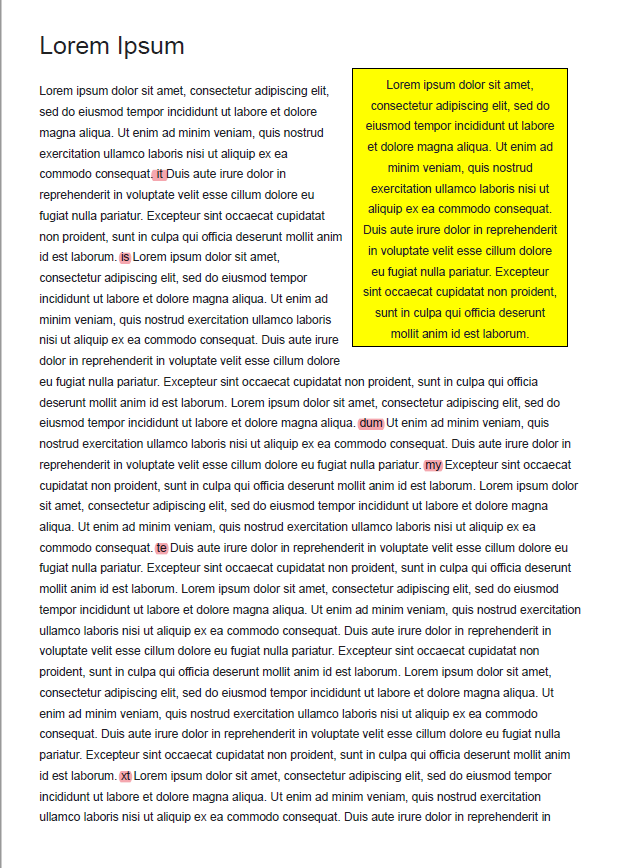 Lorem Ipsum
Lorem ipsum dolor sit amet, consectetur adipiscing elit,
sed do eiusmod tempor incididunt ut labore et dolore
magna aliqua. Ut enim ad minim veniam, quis nostrud
exercitation ullamco laboris nisi ut aliquip ex ea
commodo consequat. it Duis aute irure dolor in
reprehenderit in voluptate velit esse cillum dolore eu
fugiat nulla pariatur. Excepteur sint occaecat cupidatat
non proident, sunt in culpa qui officia deserunt mollit anim
id est laborum. is Lorem ipsum dolor sit amet,
consectetur adipiscing elit, sed do eiusmod tempor
incididunt ut labore et dolore magna aliqua. Ut enim ad
minim veniam, quis nostrud exercitation ullamco laboris
nisi ut aliquip ex ea commodo consequat. Duis aute irure
dolor in reprehenderit in voluptate velit esse cillum dolore
eu fugiat nulla pariatur. Excepteur sint occaecat cupidatat non proident, sunt in culpa qui officia
deserunt mollit anim id est laborum. Lorem ipsum dolor sit amet, consectetur adipiscing elit, sed do
eiusmod tempor incididunt ut labore et dolore magna aliqua. dum Ut enim ad minim veniam, quis
nostrud exercitation ullamco laboris nisi ut aliquip ex ea commodo consequat. Duis aute irure dolor in
reprehenderit in voluptate velit esse cillum dolore eu fugiat nulla pariatur. my Excepteur sint occaecat
cupidatat non proident, sunt in culpa qui officia deserunt mollit anim id est laborum. Lorem ipsum dolor
sit amet, consectetur adipiscing elit, sed do eiusmod tempor incididunt ut labore et dolore magna
aliqua. Ut enim ad minim veniam, quis nostrud exercitation ullamco laboris nisi ut aliquip ex ea
commodo consequat. te Duis aute irure dolor in reprehenderit in voluptate velit esse cillum dolore eu
fugiat nulla pariatur. Excepteur sint occaecat cupidatat non proident, sunt in culpa qui officia deserunt
mollit anim id est laborum. Lorem ipsum dolor sit amet, consectetur adipiscing elit, sed do eiusmod
tempor incididunt ut labore et dolore magna aliqua. Ut enim ad minim veniam, quis nostrud exercitation
ullamco laboris nisi ut aliquip ex ea commodo consequat. Duis aute irure dolor in reprehenderit in
voluptate velit esse cillum dolore eu fugiat nulla pariatur. Excepteur sint occaecat cupidatat non
proident, sunt in culpa qui officia deserunt mollit anim id est laborum. Lorem ipsum dolor sit amet,
consectetur adipiscing elit, sed do eiusmod tempor incididunt ut labore et dolore magna aliqua. Ut
enim ad minim veniam, quis nostrud exercitation ullamco laboris nisi ut aliquip ex ea commodo
consequat. Duis aute irure dolor in reprehenderit in voluptate velit esse cillum dolore eu fugiat nulla
pariatur. Excepteur sint occaecat cupidatat non proident, sunt in culpa qui officia deserunt mollit anim
id est laborum. xt Lorem ipsum dolor sit amet, consectetur adipiscing elit, sed do eiusmod tempor
incididunt ut labore et dolore magna aliqua. Ut enim ad minim veniam, quis nostrud exercitation
ullamco laboris nisi ut aliquip ex ea commodo consequat. Duis aute irure dolor in reprehenderit in
Lorem ipsum dolor sit amet,
consectetur adipiscing elit, sed do
eiusmod tempor incididunt ut labore
et dolore magna aliqua. Ut enim ad
minim veniam, quis nostrud
exercitation ullamco laboris nisi ut
aliquip ex ea commodo consequat.
Duis aute irure dolor in reprehenderit
in voluptate velit esse cillum dolore
eu fugiat nulla pariatur. Excepteur
sint occaecat cupidatat non proident,
sunt in culpa qui officia deserunt
mollit anim id est laborum.